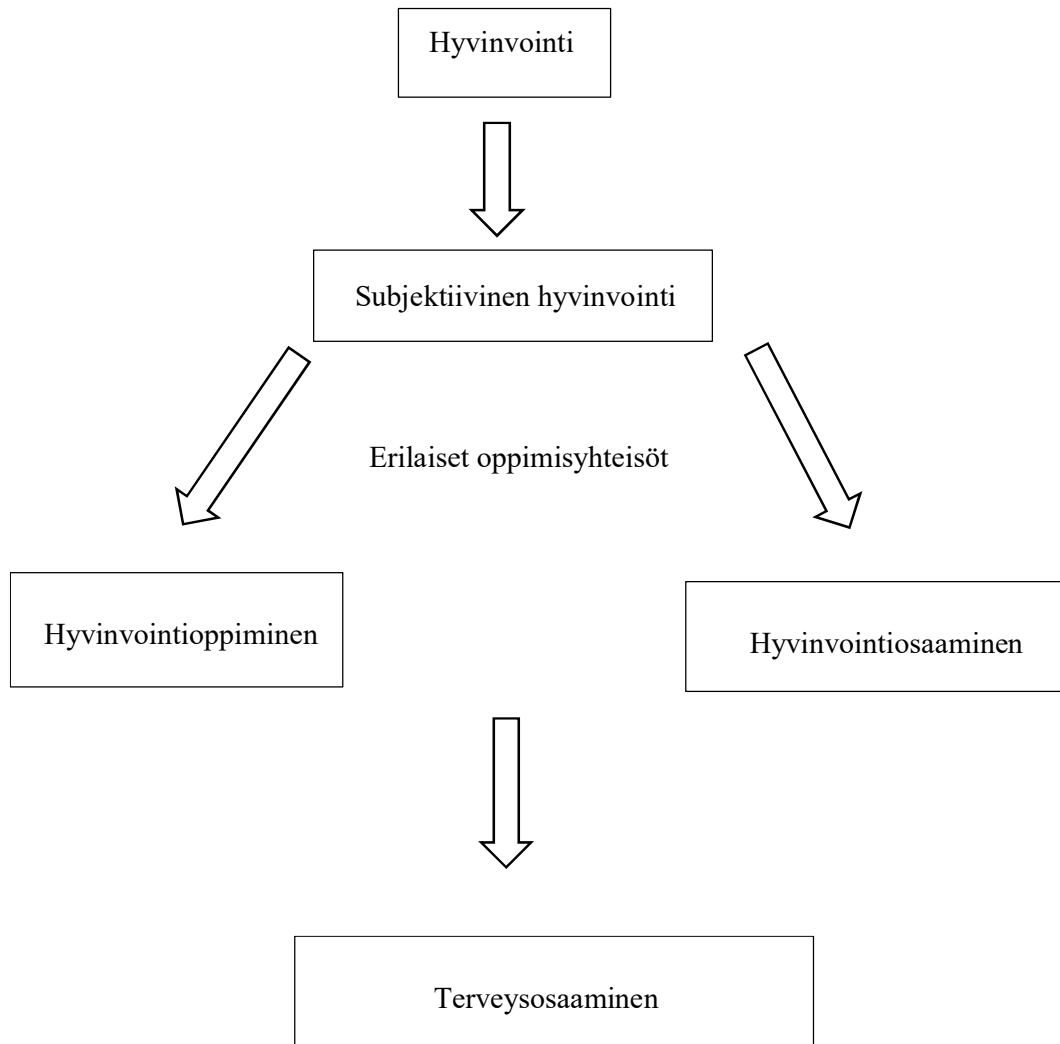 Hyvinvointi
Subjektiivinen hyvinvointi
Erilaiset oppimisyhteisöt
Hyvinvointioppiminen
Hyvinvointiosaaminen
Terveysosaaminen